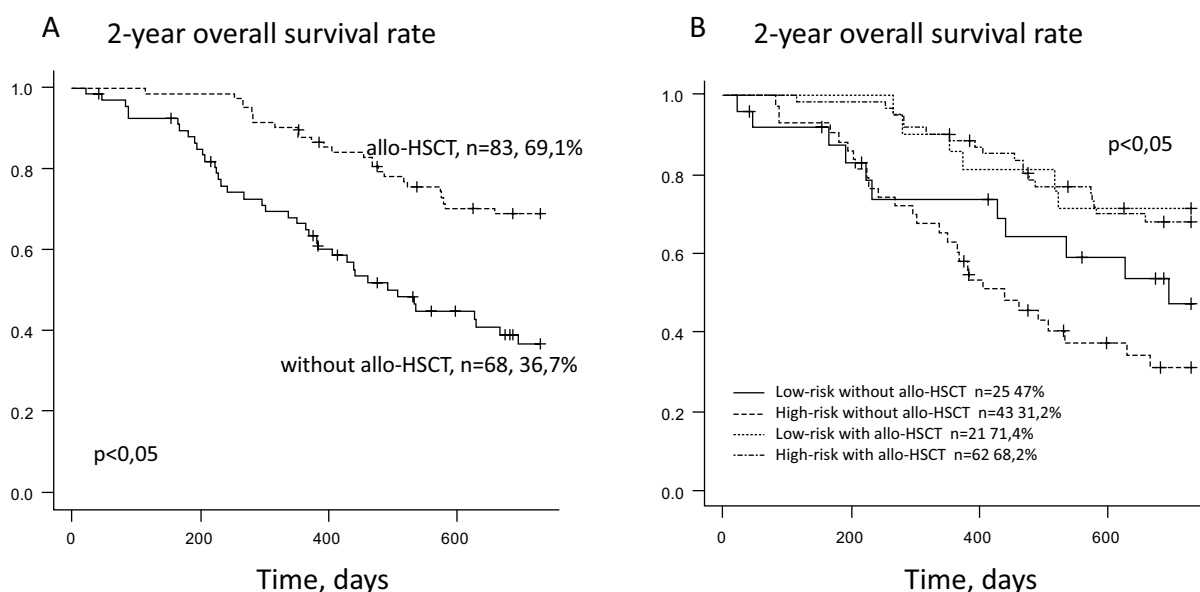 A 2-year overall survival rate
1.0
0.8
0.6
0.4
0.2
0.0
allo-HSCT, n=83, 69,1%
without allo-HSCT, n=68, 36,7%
p<0,05
0 200 400 600
Time, days
B 2-year overall survival rate
1.0
0.8
0.6
0.4
0.2
0.0
p<0,05
Low-risk without allo-HSCT n=25 47%
High-risk without allo-HSCT n=43 31,2%
Low-risk with allo-HSCT n=21 71,4%
High-risk with allo-HSCT n=62 68,2%
0 200 400 600
Time, days